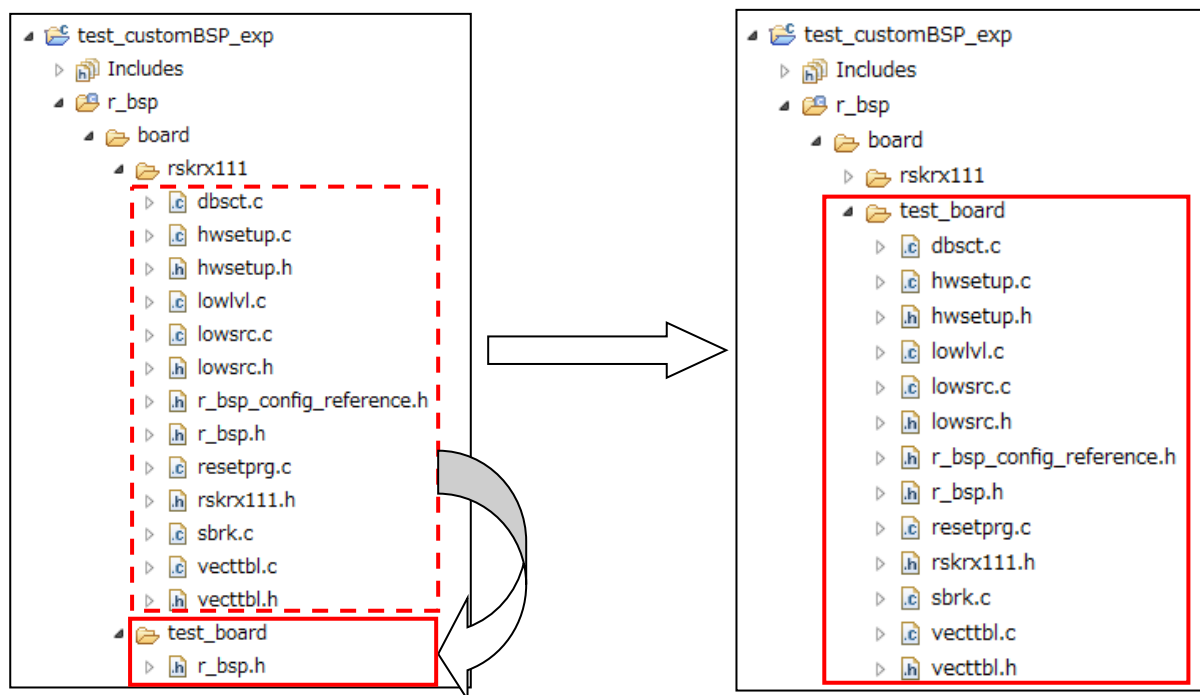 test_customBSP_exp
Includes
r_bsp
board
rskrx111
dbsct.c
hwsetup.c
hwsetup.h
lowlvl.c
lowsrc.c
lowsrc.h
r_bsp_config_reference.h
r_bsp.h
resetprg.c
rskrx111.h
sbrk.c
vecttbl.c
vecttbl.h
test_board
r_bsp.h
test_customBSP_exp
Includes
r_bsp
board
rskrx111
test_board
dbsct.c
hwsetup.c
hwsetup.h
lowlvl.c
lowsrc.c
lowsrc.h
r_bsp_config_reference.h
r_bsp.h
resetprg.c
rskrx111.h
sbrk.c
vecttbl.c
vecttbl.h